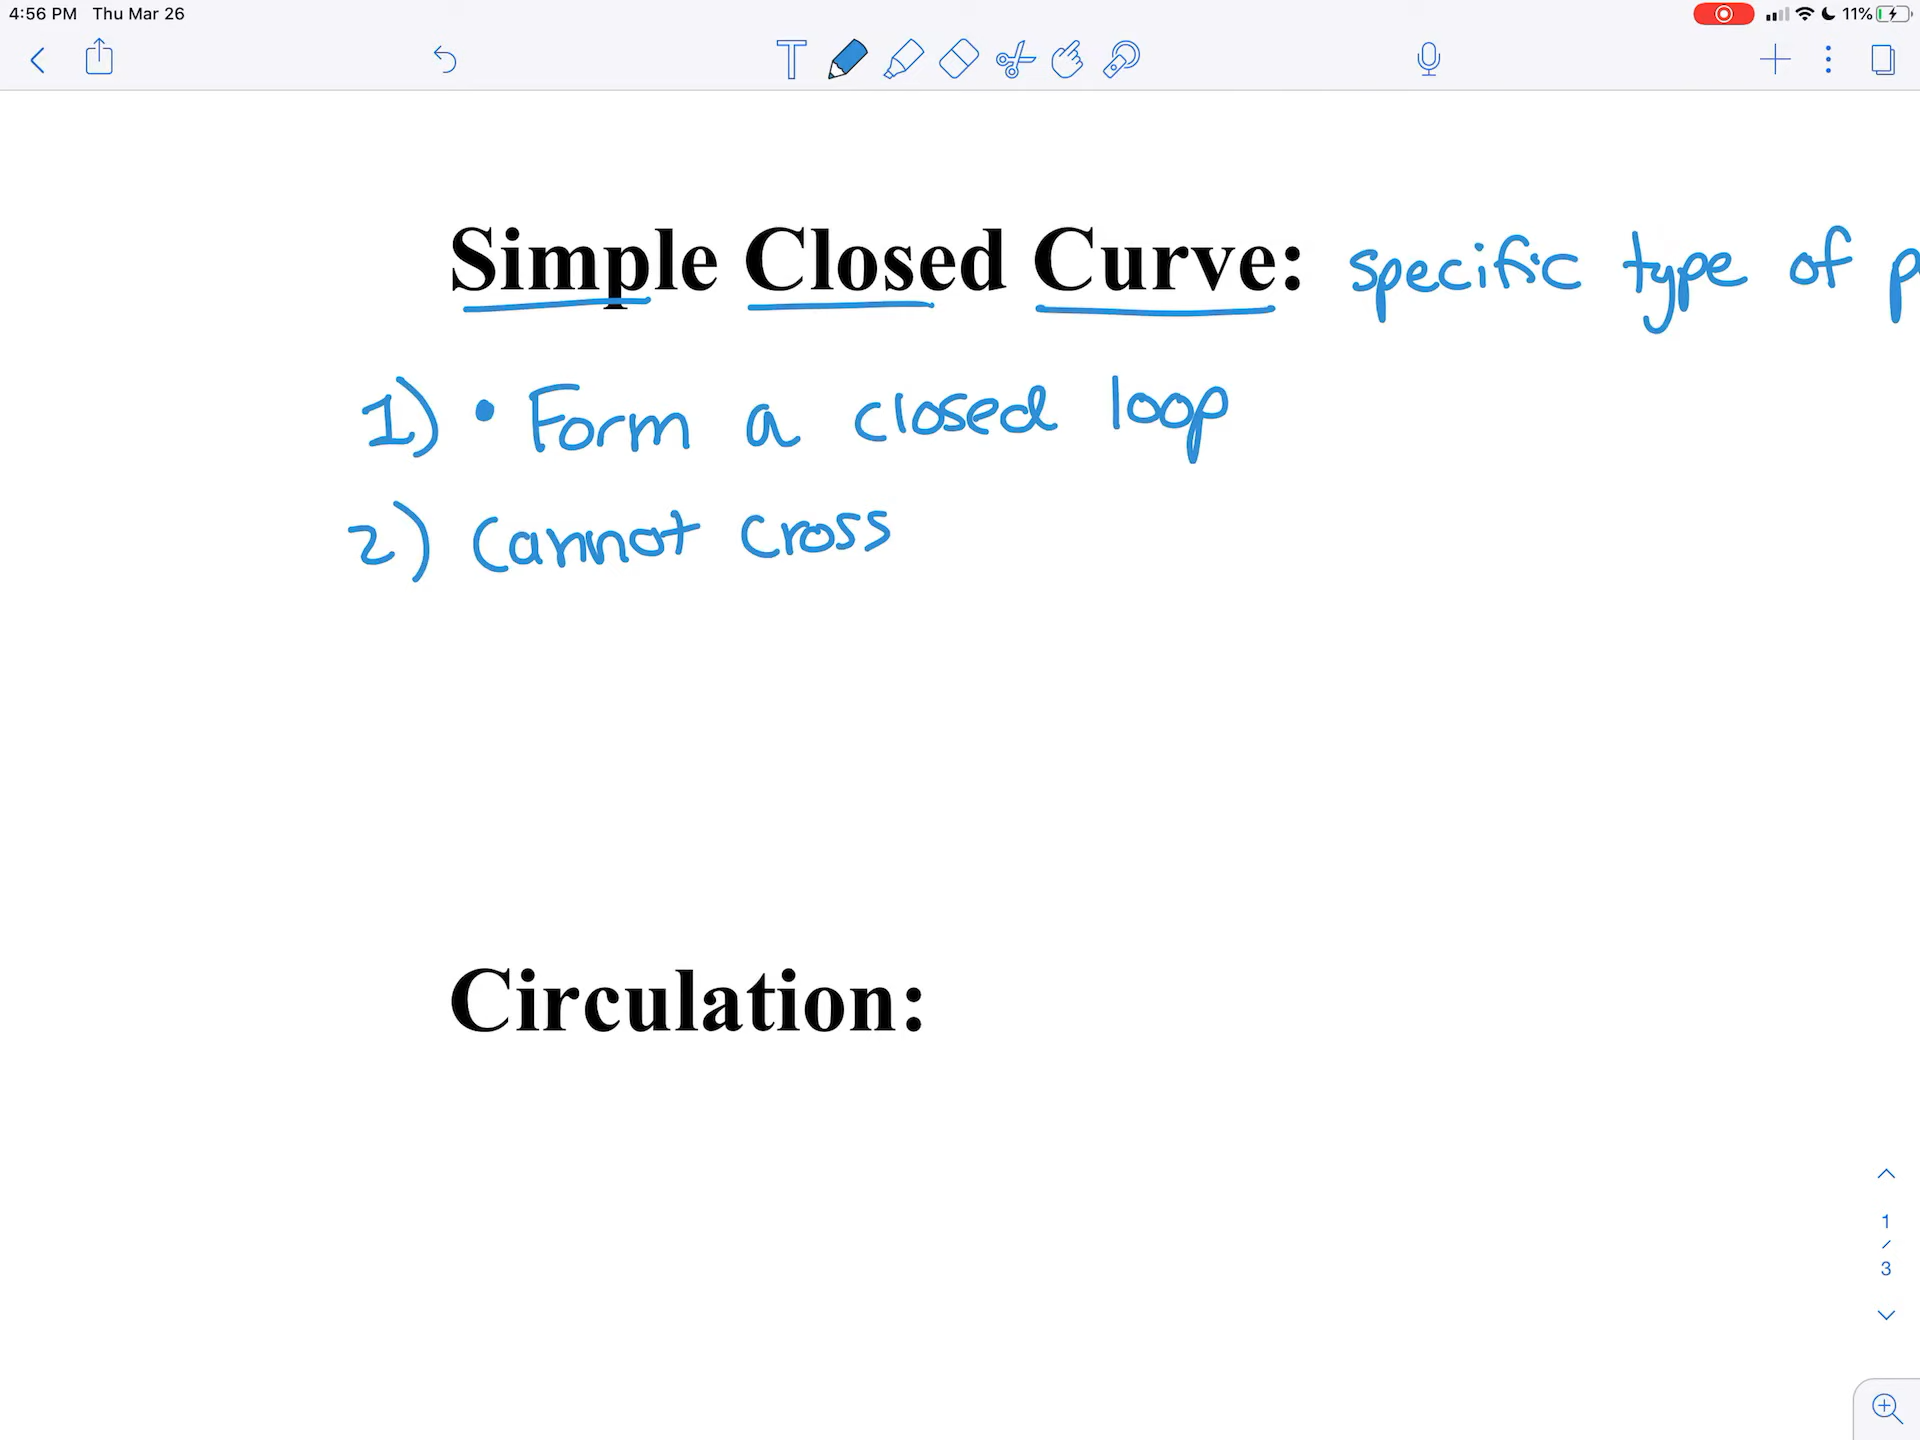 4:56 PM Thu Mar 26 11%
Simple Closed Curve: specific type of p
1) • Form a closed loop
2) Cannot cross
Circulation:
1
/
3